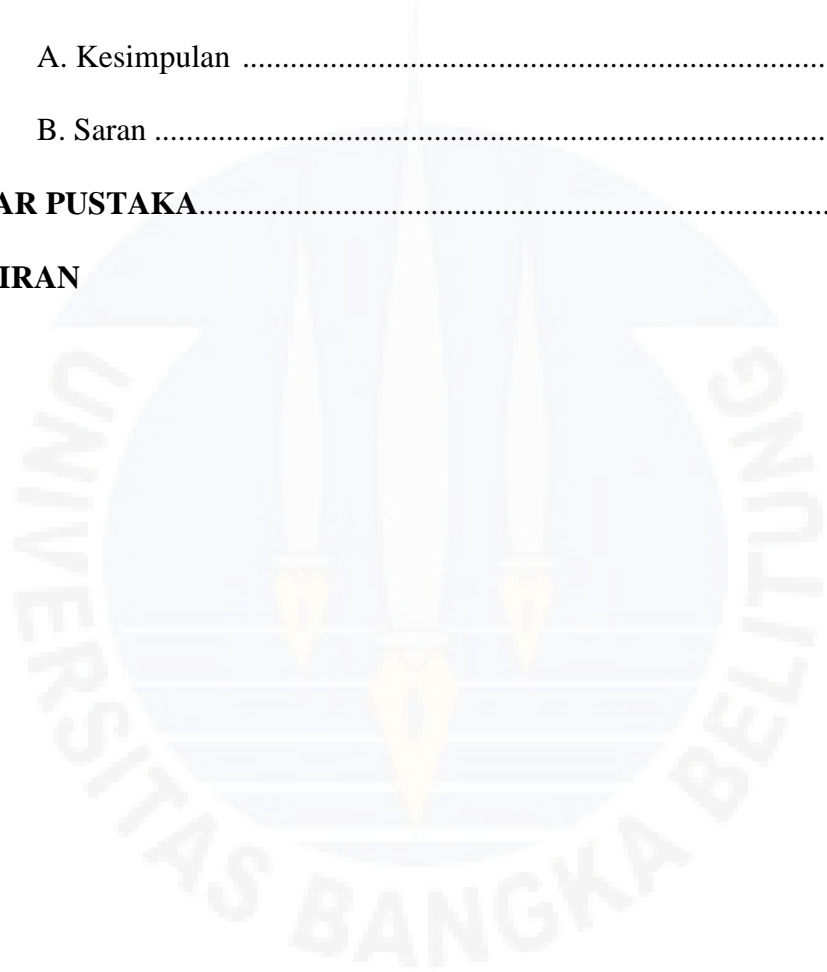 A. Kesimpulan ..........................................................................
B. Saran .....................................................................................
AR PUSTAKA................................................................................
IRAN
UNIVERSITAS BANGKA BELITUNG